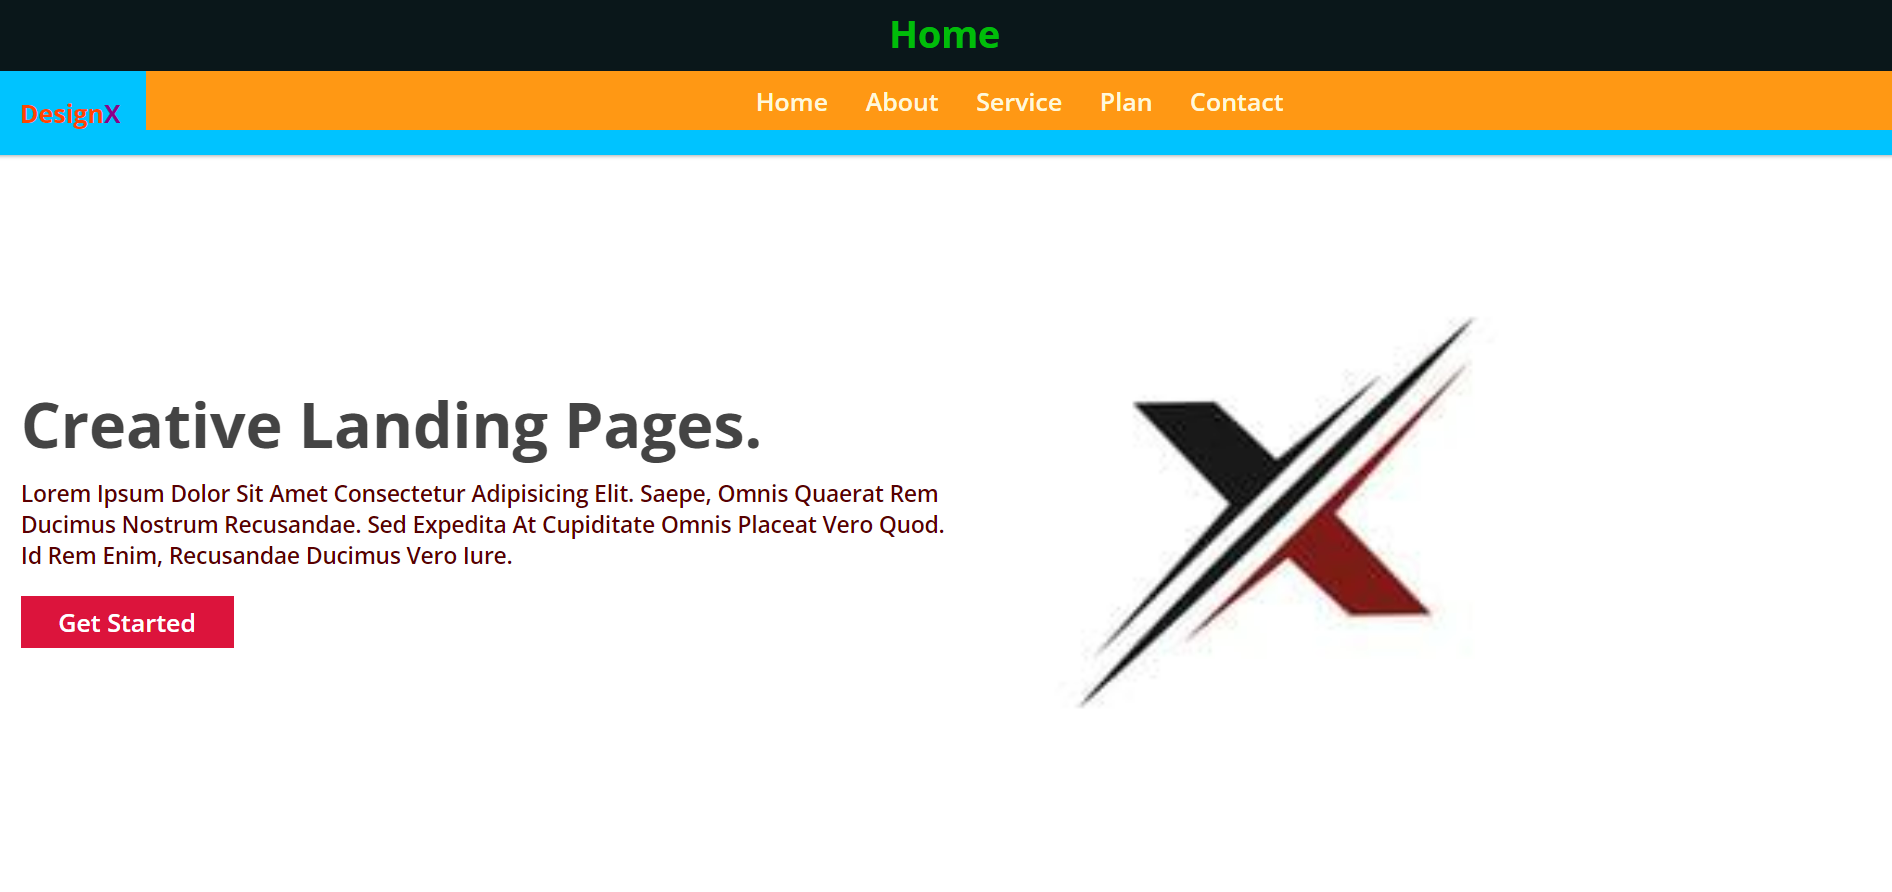 Home
DesignX
Home About Service Plan Contact
Creative Landing Pages.
Lorem Ipsum Dolor Sit Amet Consectetur Adipisicing Elit. Saepe, Omnis Quaerat Rem
Ducimus Nostrum Recusandae. Sed Expedita At Cupiditate Omnis Placeat Vero Quod.
Id Rem Enim, Recusandae Ducimus Vero Iure.
Get Started